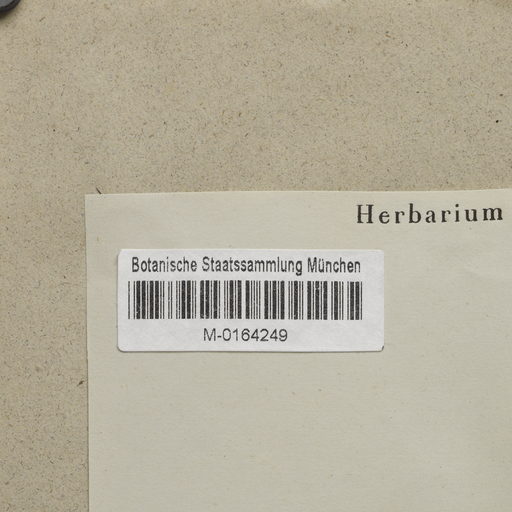 Herbarium
Botanische Staatssammlung München
M-0164249